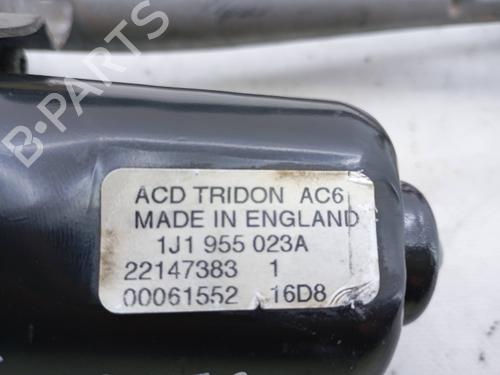 B-PARTS
ACD TRIDON AC6
MADE IN ENGLAND
1J1 955 023A
22147383 1
00061552 16D8